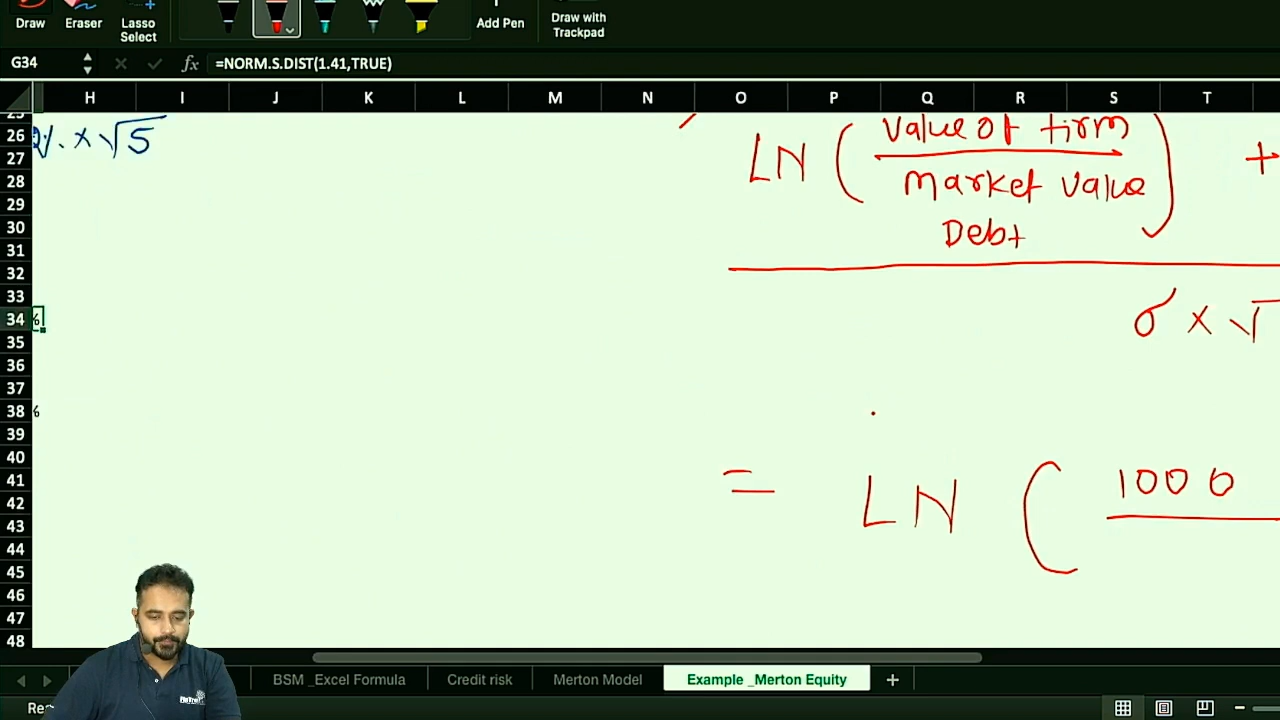 Draw Eraser Lasso Select Add Pen Draw with Trackpad
G34 fx =NORM.S.DIST(1.41,TRUE)
H I J K L M N O P Q R S T
26
27
28
29
30
31
32
33
34 %
35
36
37
38 %
39
40
41
42
43
44
45
46
47
48
. × √5
LN ( Value of firm
Market Value
Debt ) +
σ × √
= LN ( 1000
BSM _Excel Formula Credit risk Merton Model Example _Merton Equity +